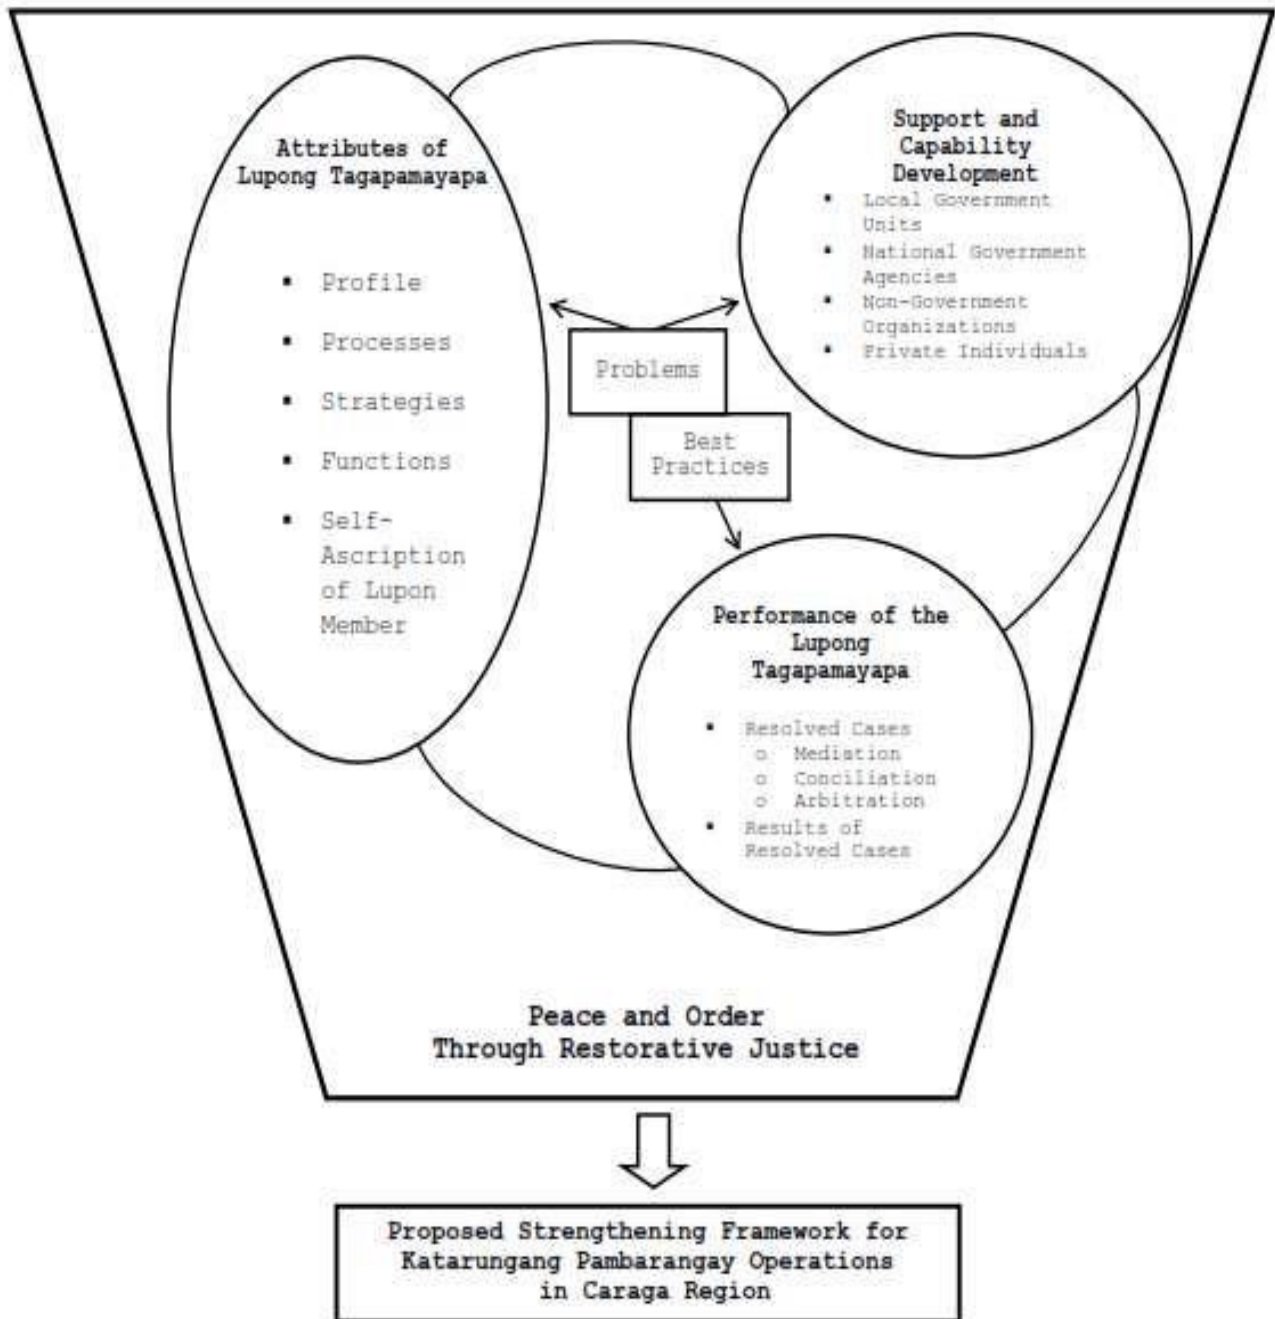 Attributes of
Lupong Tagapamayapa
▪ Profile
▪ Processes
▪ Strategies
▪ Functions
▪ Self-
Ascription
of Lupon
Member
Support and
Capability
Development
▪ Local Government
Units
▪ National Government
Agencies
▪ Non-Government
Organizations
▪ Private Individuals
Problems
Best
Practices
Performance of the
Lupong
Tagapamayapa
▪ Resolved Cases
o Mediation
o Conciliation
o Arbitration
▪ Results of
Resolved Cases
Peace and Order
Through Restorative Justice
Proposed Strengthening Framework for
Katarungang Pambarangay Operations
in Caraga Region